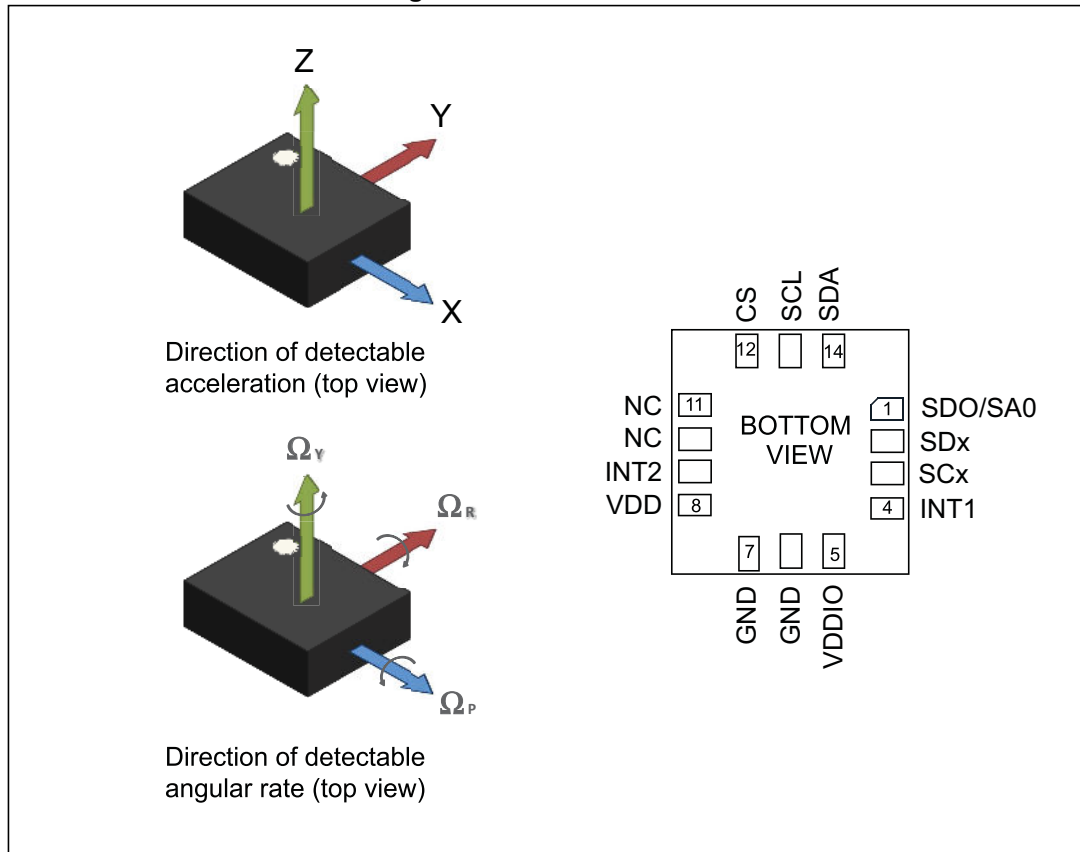 Z
Y
X
Direction of detectable
acceleration (top view)
Ω Y
Ω R
Ω P
Direction of detectable
angular rate (top view)
CS
SCL
SDA
12
14
NC
11
1
SDO/SA0
NC
SDx
INT2
SCx
VDD
8
4
INT1
BOTTOM
VIEW
7
5
GND
GND
VDDIO